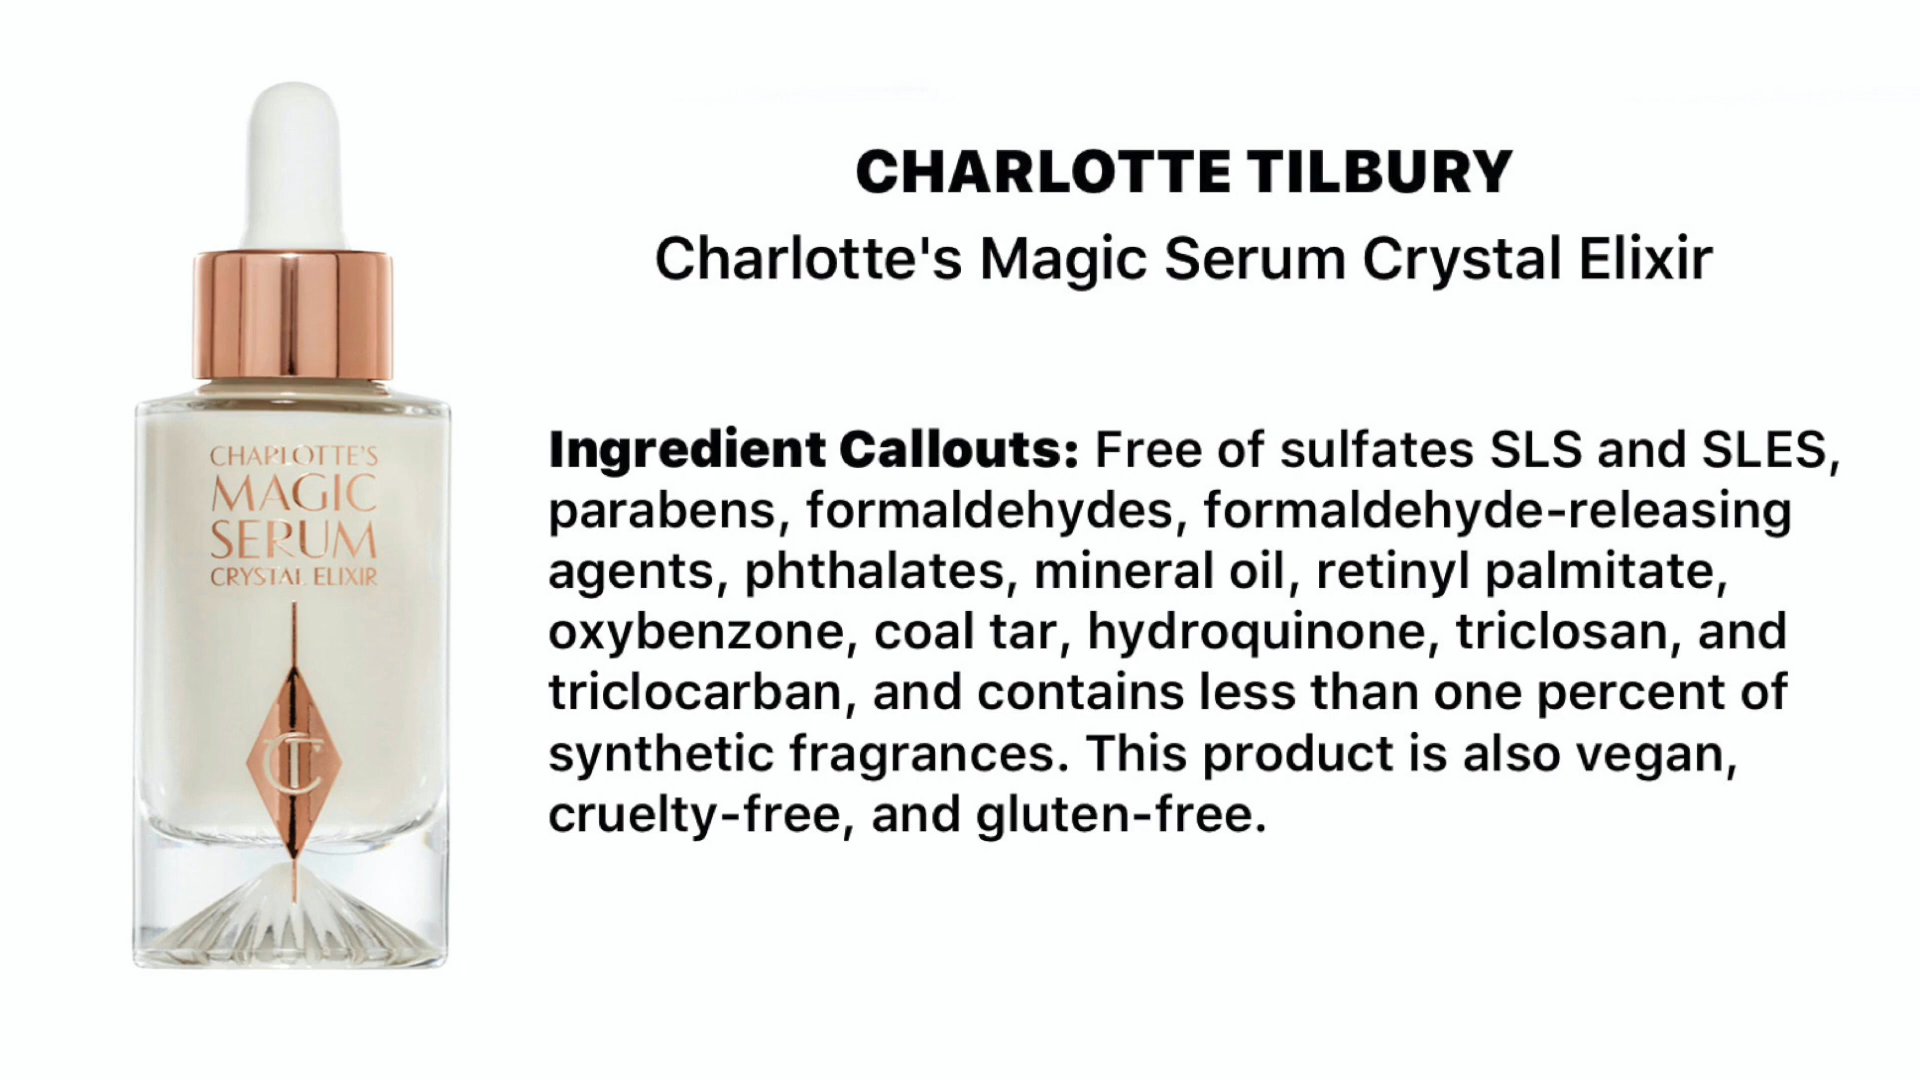 CHARLOTTE TILBURY
Charlotte's Magic Serum Crystal Elixir
CHARLOTTE'S
MAGIC
SERUM
CRYSTAL ELIXIR
CT
Ingredient Callouts: Free of sulfates SLS and SLES,
parabens, formaldehydes, formaldehyde-releasing
agents, phthalates, mineral oil, retinyl palmitate,
oxybenzone, coal tar, hydroquinone, triclosan, and
triclocarban, and contains less than one percent of
synthetic fragrances. This product is also vegan,
cruelty-free, and gluten-free.